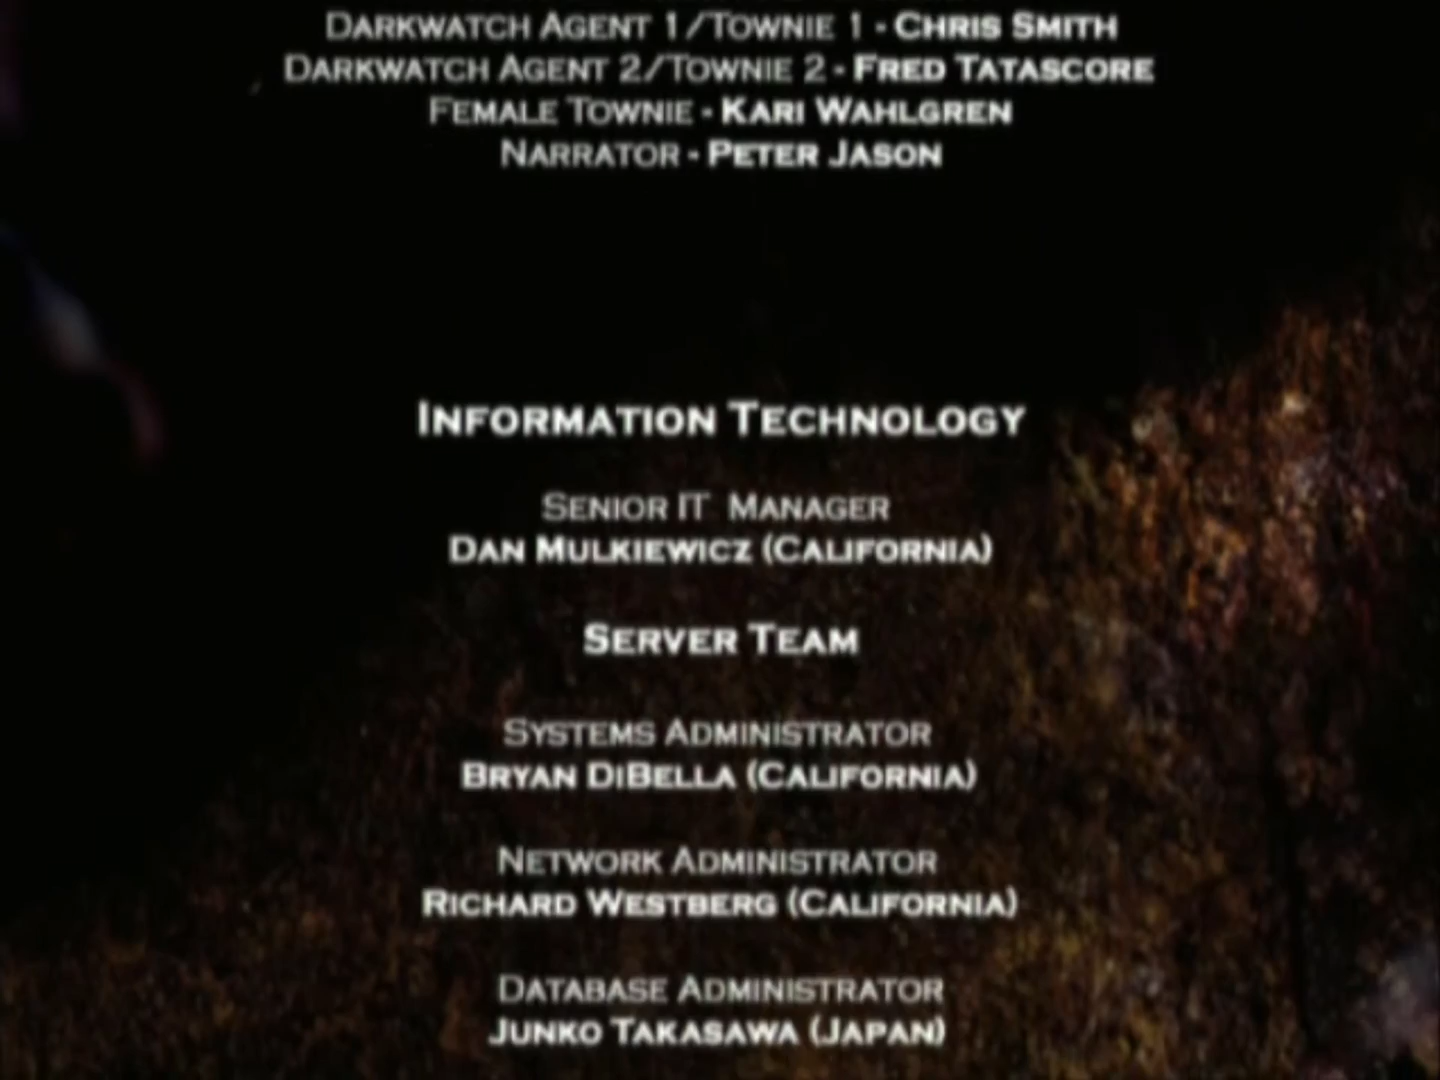 Darkwatch Agent 1/Townie 1 - Chris Smith
Darkwatch Agent 2/Townie 2 - Fred Tatascore
Female Townie - Kari Wahlgren
Narrator - Peter Jason
Information Technology
Senior IT Manager
Dan Mulkiewicz (California)
Server Team
Systems Administrator
Bryan DiBella (California)
Network Administrator
Richard Westberg (California)
Database Administrator
Junko Takasawa (Japan)